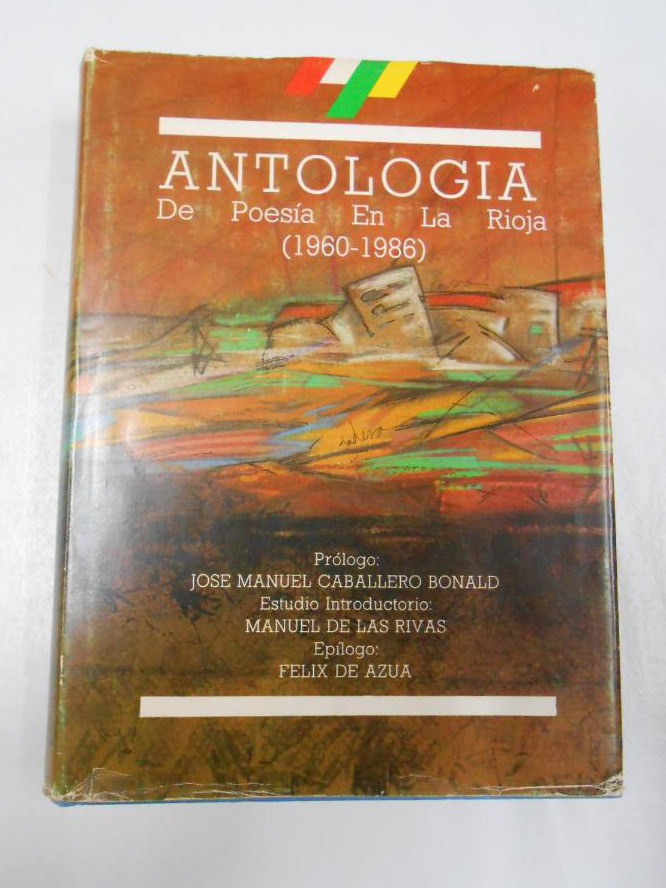 ANTOLOGIA
De Poesía En La Rioja
(1960-1986)
Prólogo:
JOSE MANUEL CABALLERO BONALD
Estudio Introductorio:
MANUEL DE LAS RIVAS
Epílogo:
FELIX DE AZUA